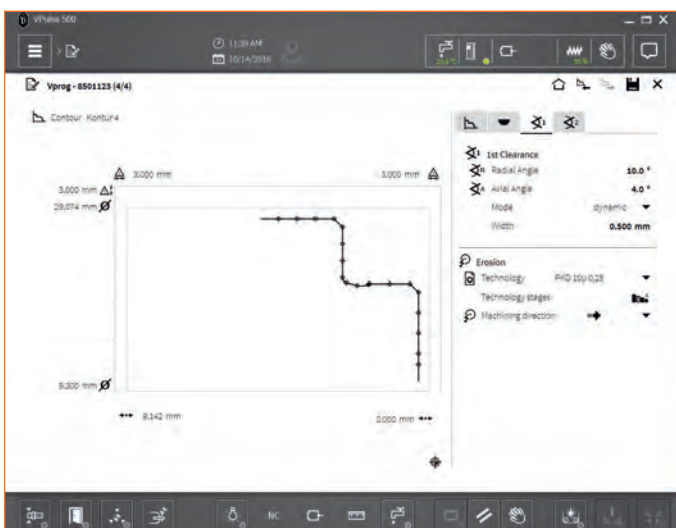 VPulse 500
11:39 AM
10/14/2016
Vprog - 8501123 (4/4)
Contour Kontur4
3.000 mm
3.000 mm
3.000 mm
29.074 mm
9.142 mm
0.000 mm
1st Clearance
Radial Angle 10.0 °
Axial Angle 4.0 °
Mode dynamic
Width 0.500 mm
Erosion
Technology
Technology stages
Machining direction
NC